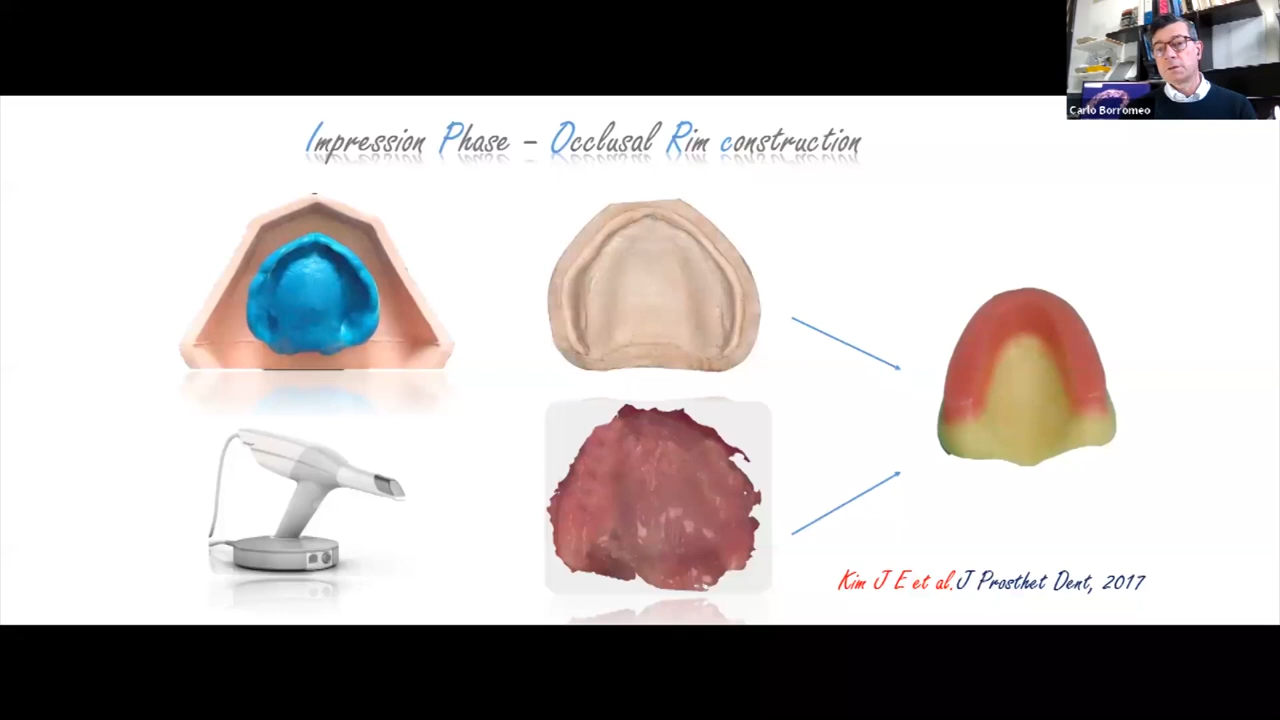 Carlo Borromeo
Impression Phase – Occlusal Rim construction
Kim J E et al. J Prosthet Dent, 2017